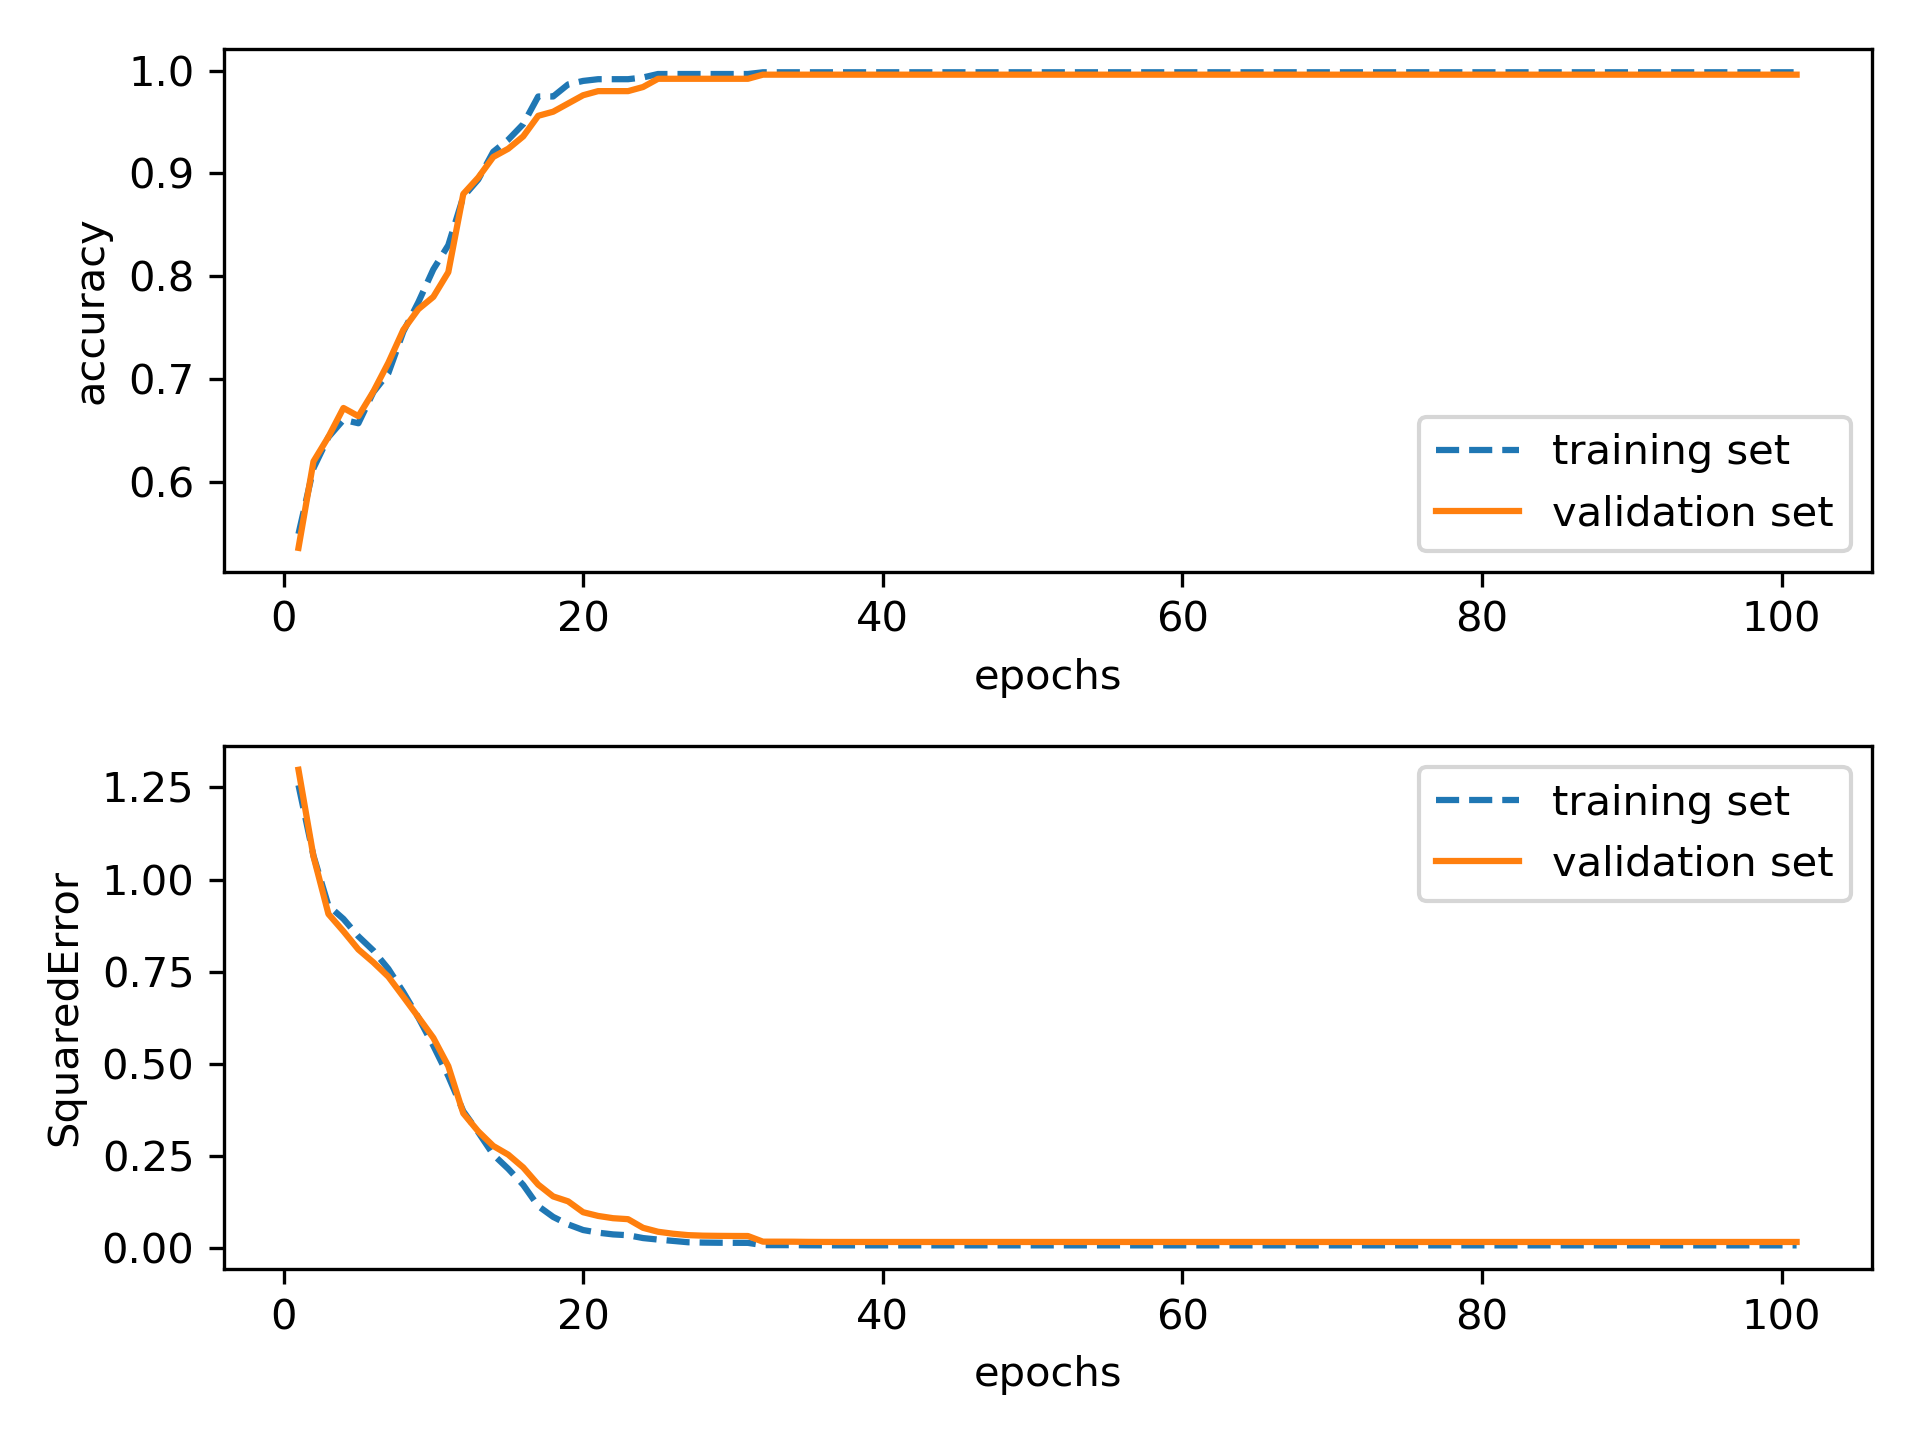 1.0
0.9
0.8
0.7
0.6
accuracy
training set
validation set
0 20 40 60 80 100
epochs
1.25
1.00
0.75
0.50
0.25
0.00
SquaredError
training set
validation set
0 20 40 60 80 100
epochs